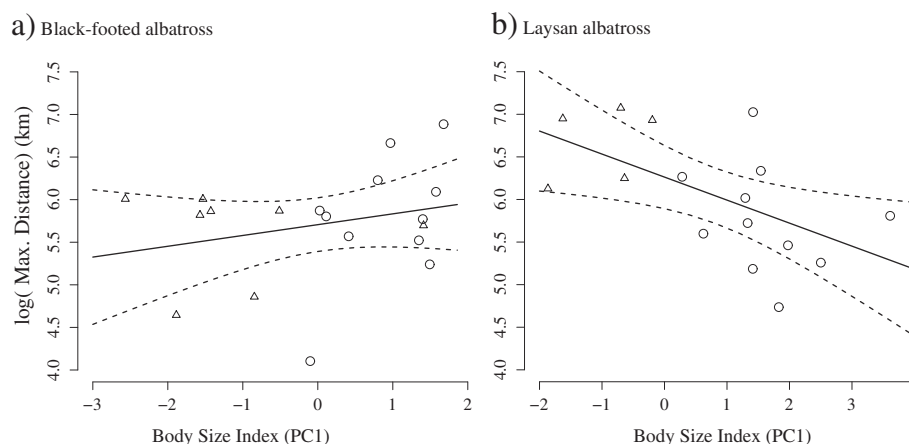 a) Black-footed albatross
b) Laysan albatross
log( Max. Distance) (km)
7.5
7.0
6.5
6.0
5.5
5.0
4.5
4.0
−3 −2 −1 0 1 2
Body Size Index (PC1)
7.5
7.0
6.5
6.0
5.5
5.0
4.5
4.0
−2 −1 0 1 2 3
Body Size Index (PC1)